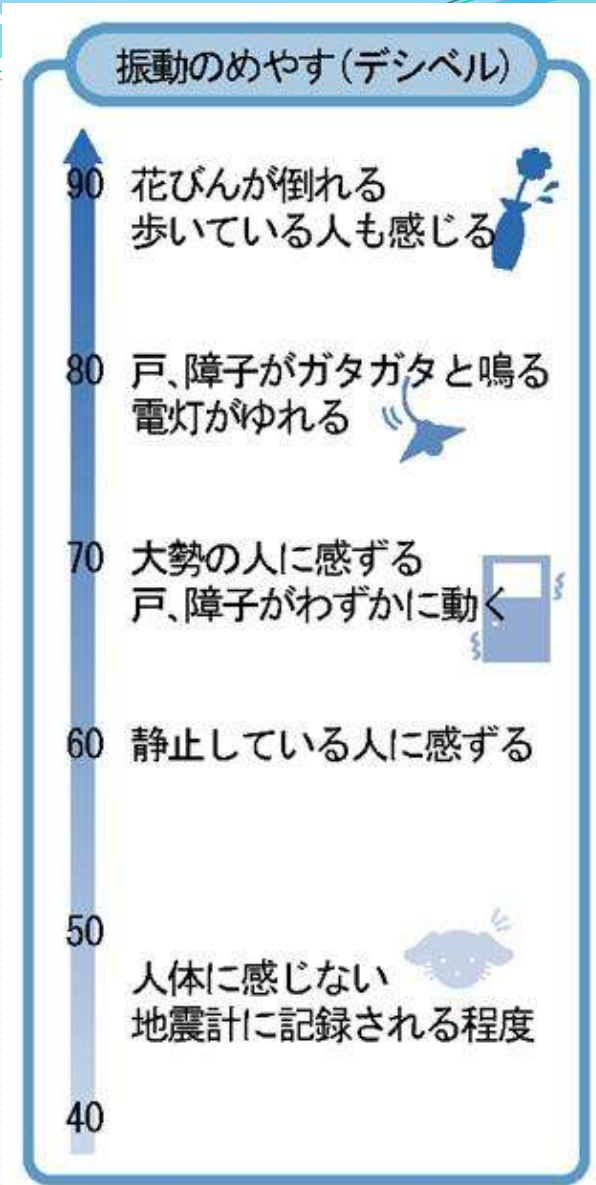 振動のめやす(デシベル)
90 花びんが倒れる
歩いている人も感じる
80 戸、障子がガタガタと鳴る
電灯がゆれる
70 大勢の人に感ずる
戸、障子がわずかに動く
60 静止している人に感ずる
50
人体に感じない
地震計に記録される程度
40